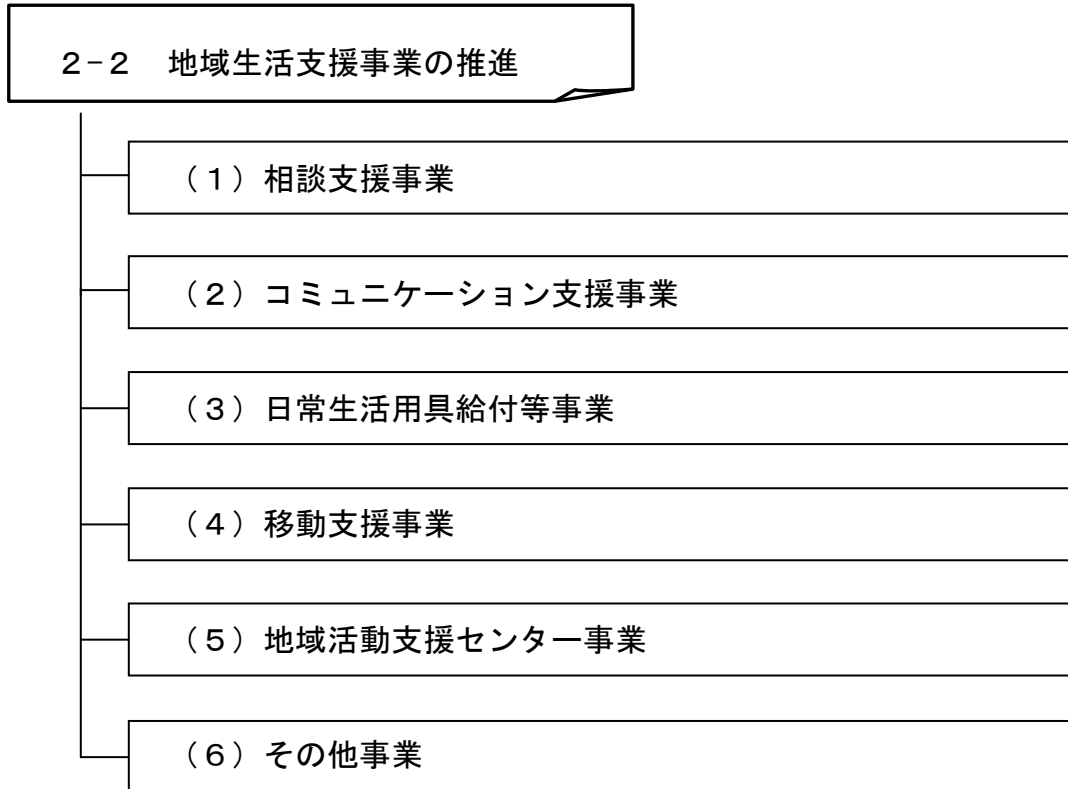 ２−２　地域生活支援事業の推進
（１）相談支援事業
（２）コミュニケーション支援事業
（３）日常生活用具給付等事業
（４）移動支援事業
（５）地域活動支援センター事業
（６）その他事業